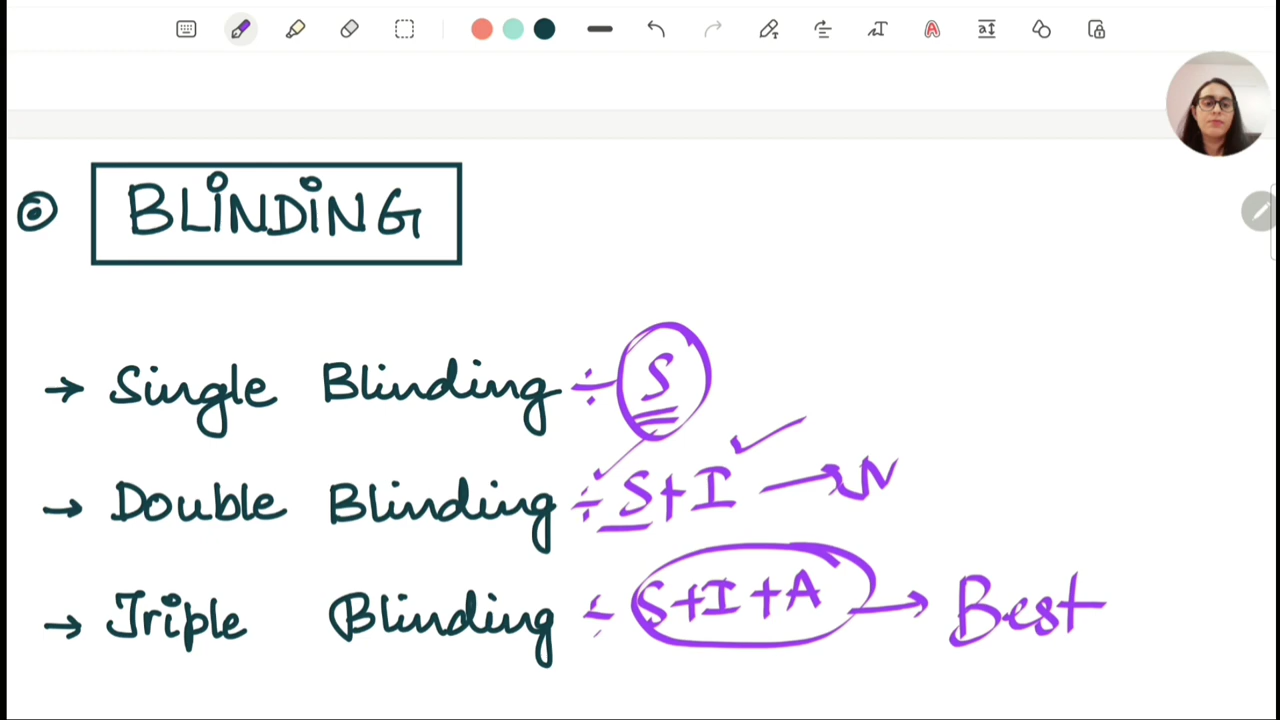 BLINDING
→ Single Blinding ÷ S
→ Double Blinding ÷ S+I →
→ Triple Blinding ÷ S+I+A → Best